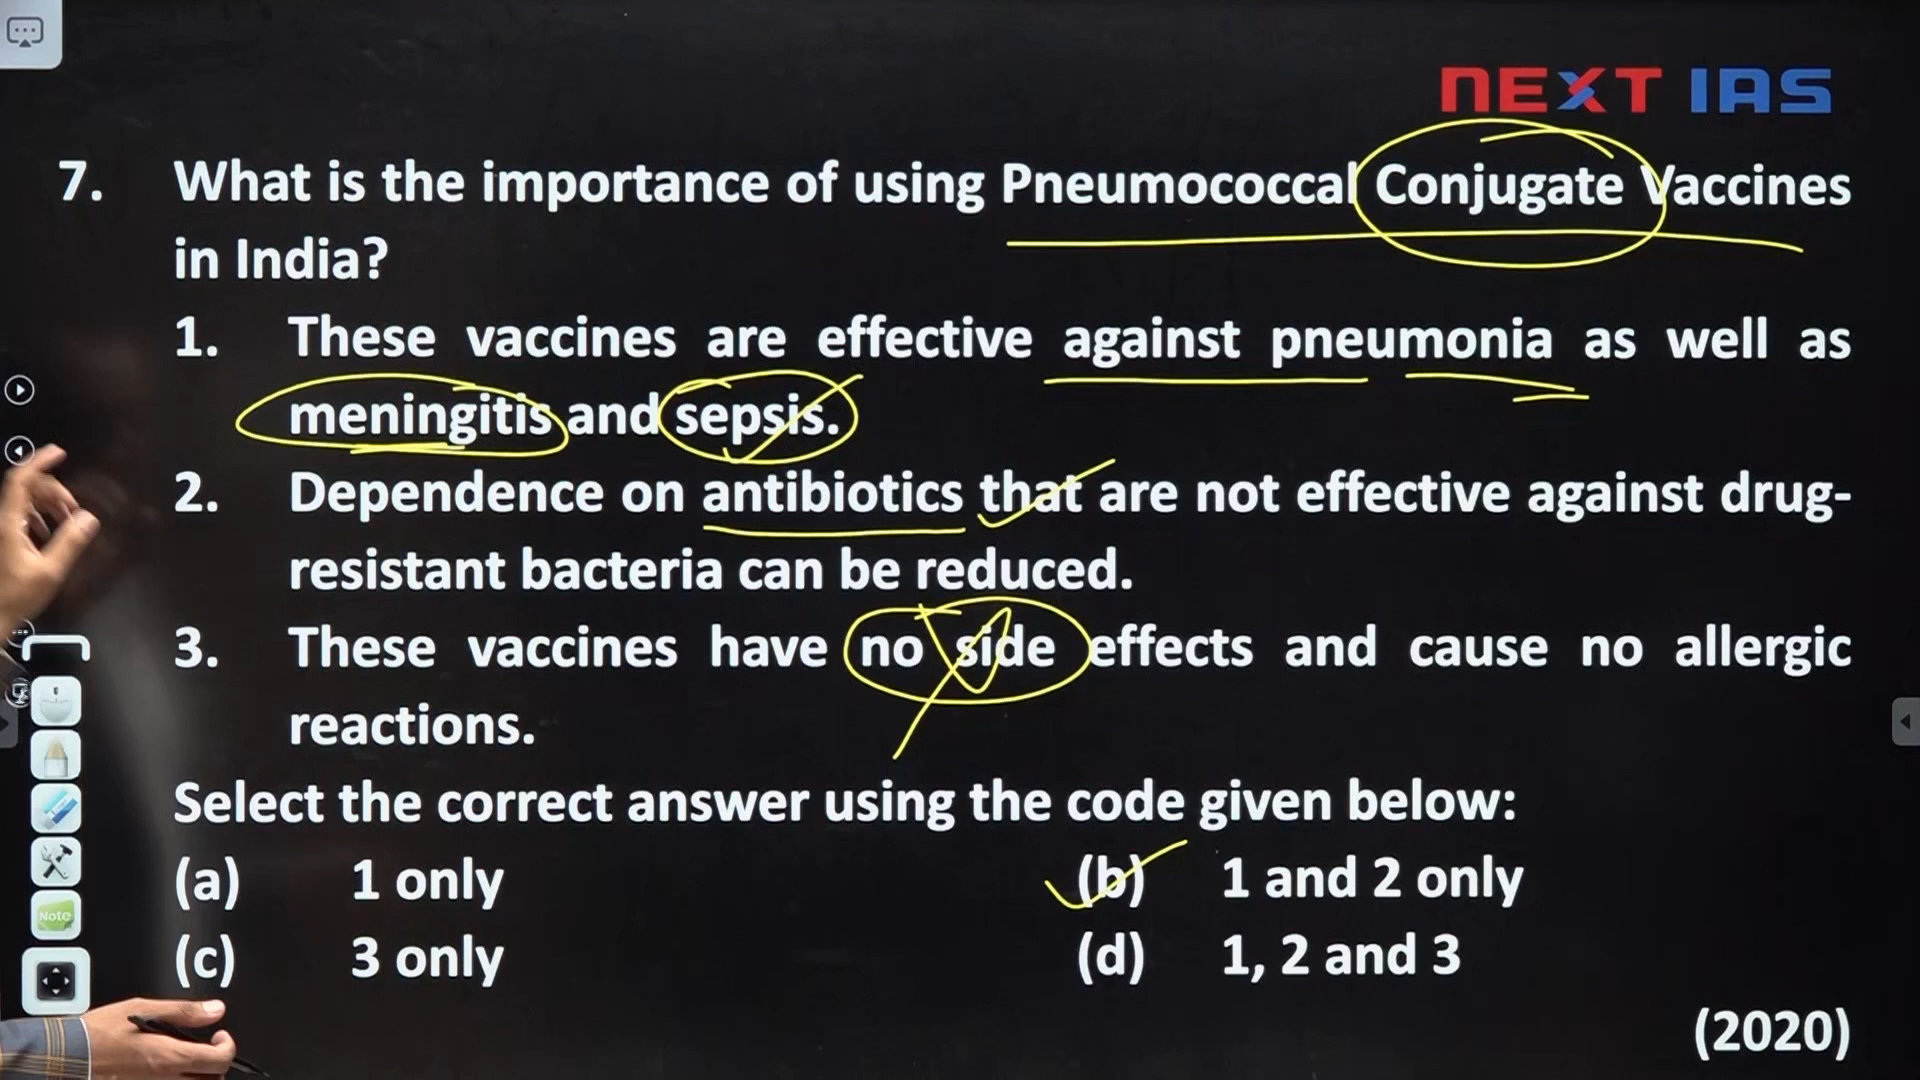 NEXT IAS
7. What is the importance of using Pneumococcal Conjugate Vaccines
in India?
1. These vaccines are effective against pneumonia as well as
meningitis and sepsis.
2. Dependence on antibiotics that are not effective against drug-
resistant bacteria can be reduced.
3. These vaccines have no side effects and cause no allergic
reactions.
Select the correct answer using the code given below:
(a) 1 only (b) 1 and 2 only
(c) 3 only (d) 1, 2 and 3
(2020)
Note